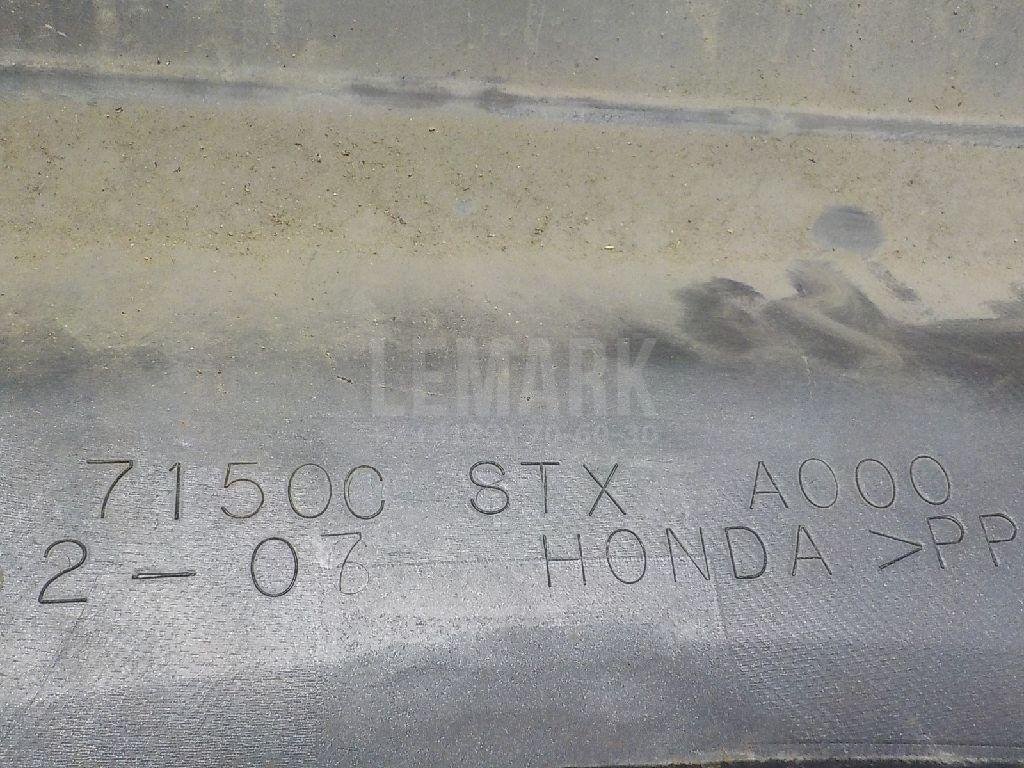 LEMARK
71500 STX A000
2-07 HONDA >PP